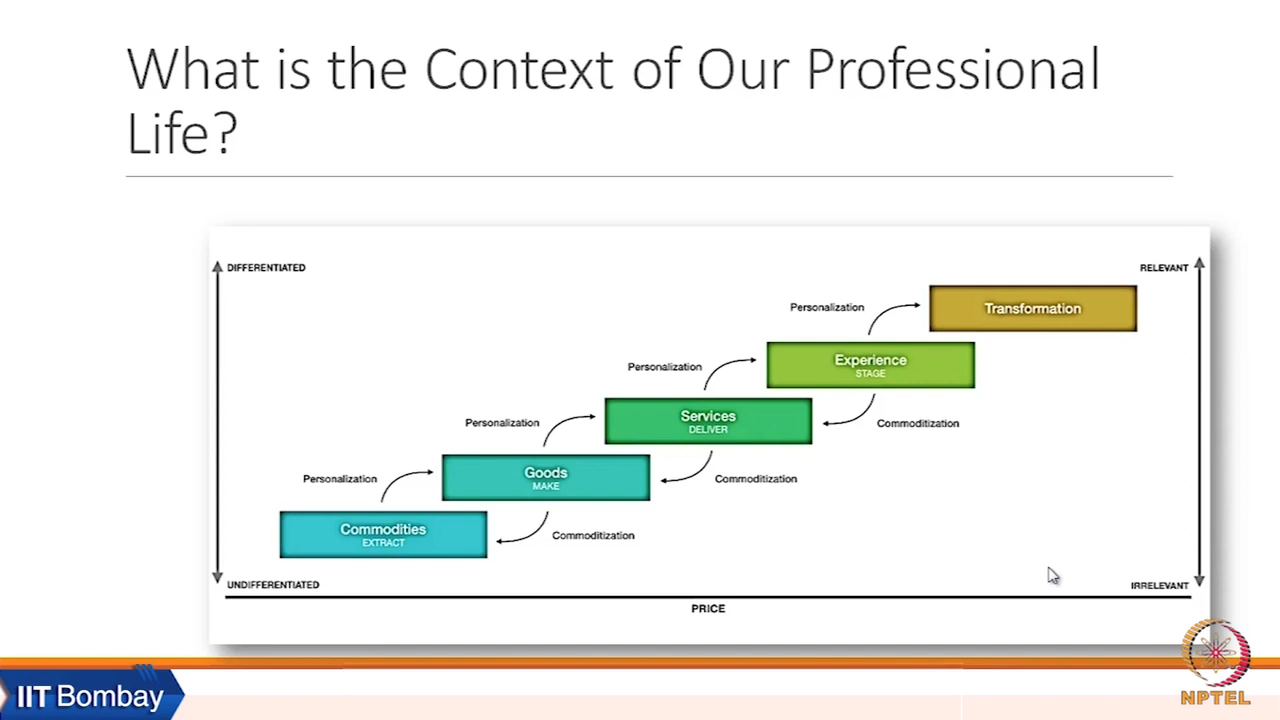 What is the Context of Our Professional
Life?
DIFFERENTIATED
RELEVANT
Personalization
Transformation
Personalization
Experience
STAGE
Personalization
Services
DELIVER
Commoditization
Personalization
Goods
MAKE
Commoditization
Commodities
EXTRACT
Commoditization
UNDIFFERENTIATED
IRRELEVANT
PRICE
IIT Bombay
NPTEL